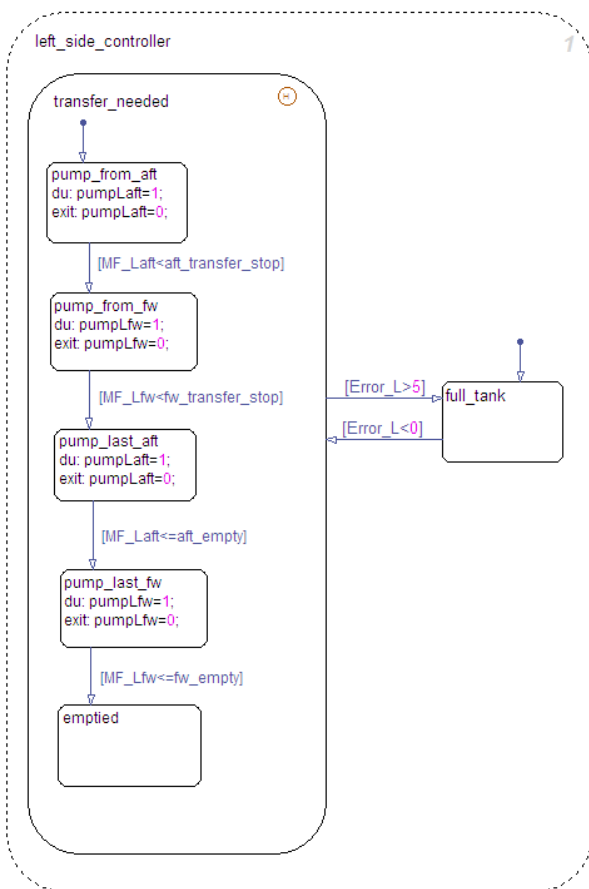 left_side_controller
1
transfer_needed
H
pump_from_aft
du: pumpLaft=1;
exit: pumpLaft=0;
[MF_Laft<aft_transfer_stop]
pump_from_fw
du: pumpLfw=1;
exit: pumpLfw=0;
[MF_Lfw<fw_transfer_stop]
pump_last_aft
du: pumpLaft=1;
exit: pumpLaft=0;
[MF_Laft<=aft_empty]
pump_last_fw
du: pumpLfw=1;
exit: pumpLfw=0;
[MF_Lfw<=fw_empty]
emptied
[Error_L>5]
full_tank
[Error_L<0]